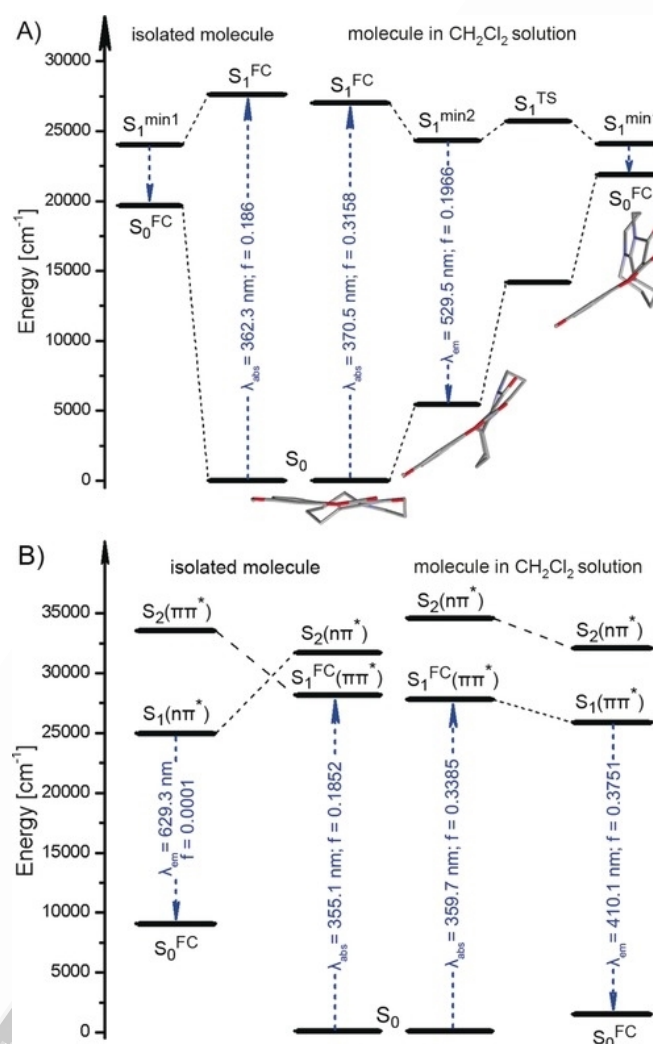 A)
isolated molecule
molecule in CH₂Cl₂ solution
Energy [cm⁻¹]
30000
25000
20000
15000
10000
5000
0
S₁ᵐⁱⁿ¹
S₁ᶠᶜ
S₀ᶠᶜ
λabs = 362.3 nm; f = 0.186
S₀
S₁ᶠᶜ
λabs = 370.5 nm; f = 0.3158
S₁ᵐⁱⁿ²
λem = 529.5 nm; f = 0.1966
S₁ᵀˢ
S₁ᵐⁱⁿ¹
S₀ᶠᶜ
B)
isolated molecule
molecule in CH₂Cl₂ solution
Energy [cm⁻¹]
35000
30000
25000
20000
15000
10000
5000
0
S₂(ππ*)
S₁(nπ*)
λem = 629.3 nm
f = 0.0001
S₀ᶠᶜ
S₂(nπ*)
S₁ᶠᶜ(ππ*)
λabs = 355.1 nm; f = 0.1852
S₀
S₂(nπ*)
S₁ᶠᶜ(ππ*)
λabs = 359.7 nm; f = 0.3385
S₂(nπ*)
S₁(ππ*)
λem = 410.1 nm; f = 0.3751
S₀ᶠᶜ